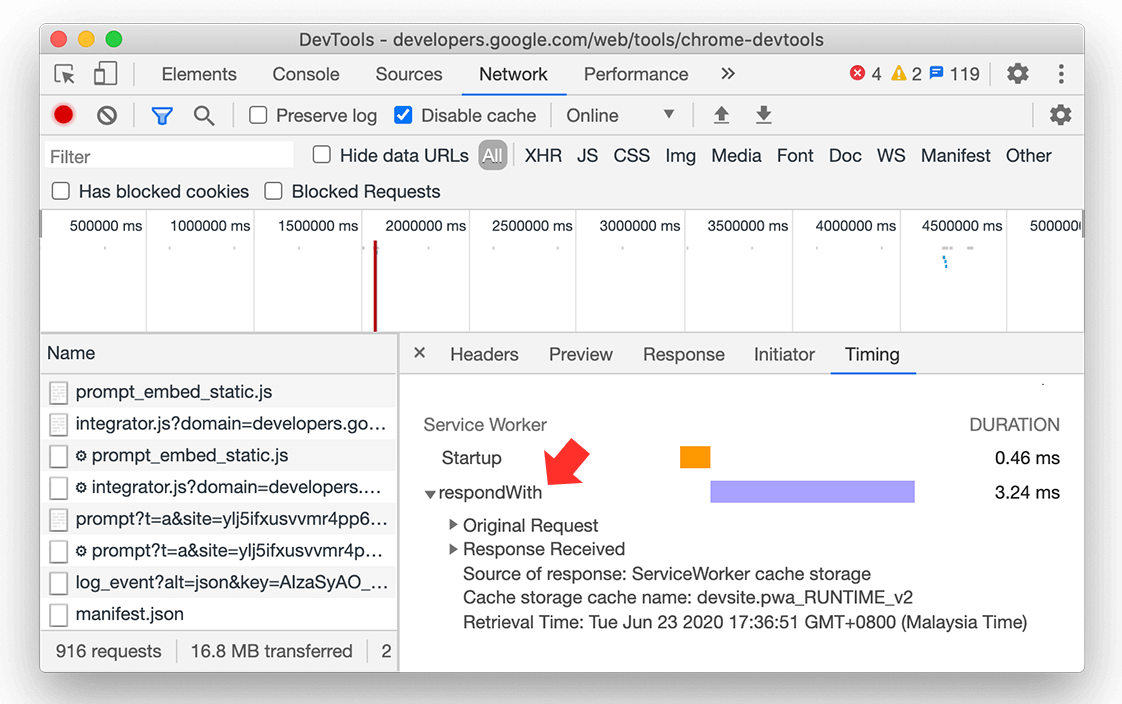 DevTools - developers.google.com/web/tools/chrome-devtools
Elements Console Sources Network Performance » 4 2 119
Preserve log Disable cache Online
Filter Hide data URLs All XHR JS CSS Img Media Font Doc WS Manifest Other
Has blocked cookies Blocked Requests
500000 ms 1000000 ms 1500000 ms 2000000 ms 2500000 ms 3000000 ms 3500000 ms 4000000 ms 4500000 ms 500000
Name
prompt_embed_static.js
integrator.js?domain=developers.go…
prompt_embed_static.js
integrator.js?domain=developers.…
prompt?t=a&site=ylj5ifxusvvmr4pp6…
prompt?t=a&site=ylj5ifxusvvmr4p…
log_event?alt=json&key=AIzaSyAO_…
manifest.json
916 requests 16.8 MB transferred 2
Headers Preview Response Initiator Timing
Service Worker DURATION
Startup 0.46 ms
respondWith 3.24 ms
Original Request
Response Received
Source of response: ServiceWorker cache storage
Cache storage cache name: devsite.pwa_RUNTIME_v2
Retrieval Time: Tue Jun 23 2020 17:36:51 GMT+0800 (Malaysia Time)